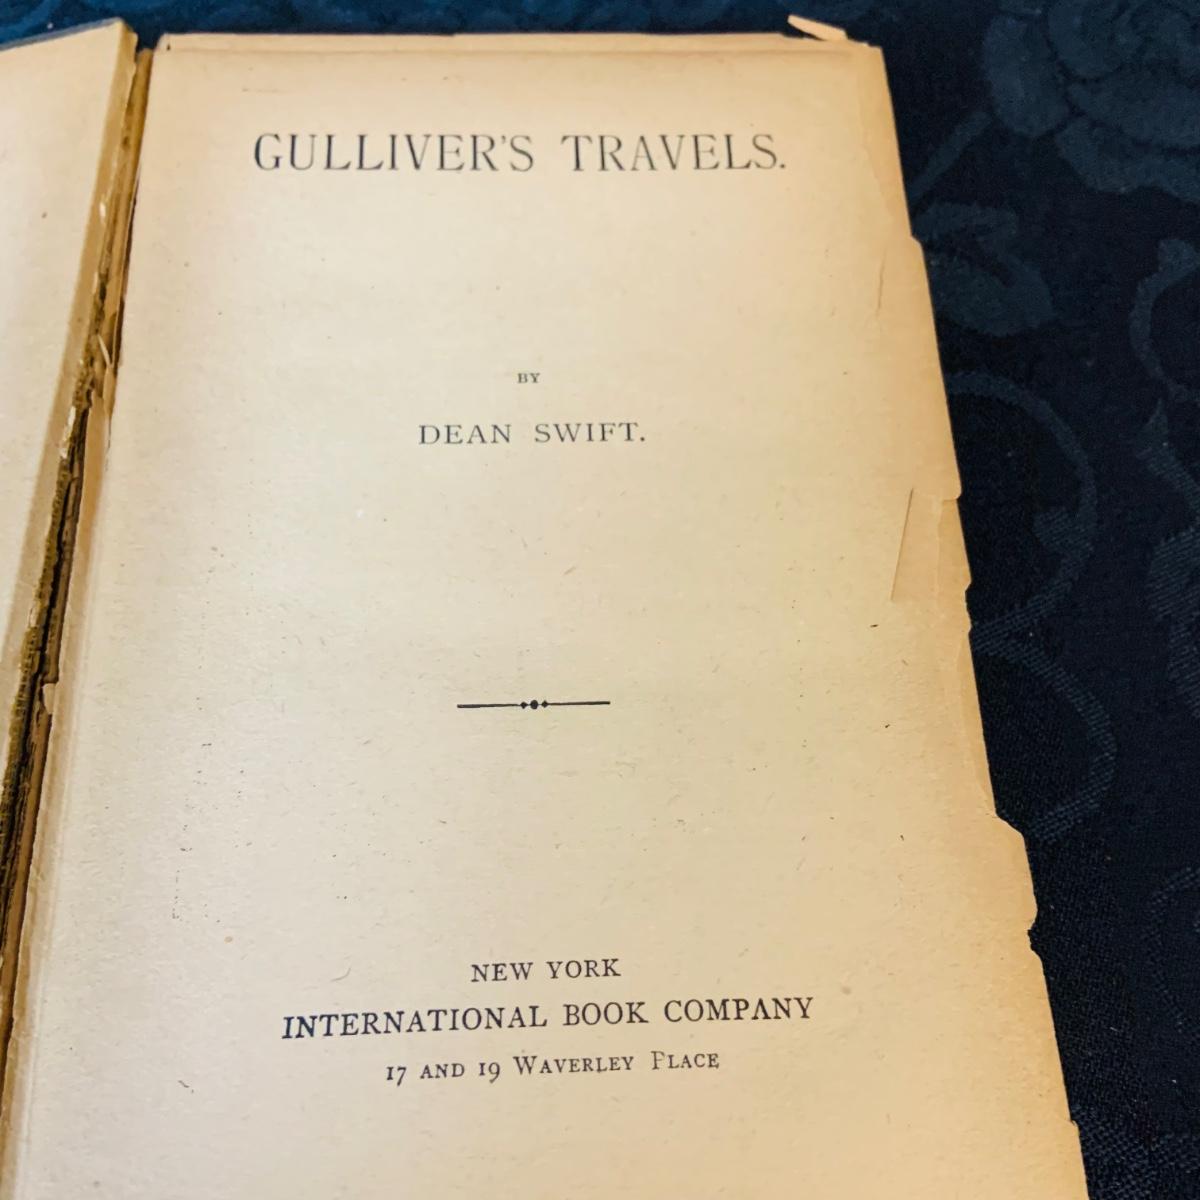 GULLIVER'S TRAVELS.
BY
DEAN SWIFT.
NEW YORK
INTERNATIONAL BOOK COMPANY
17 AND 19 WAVERLEY PLACE